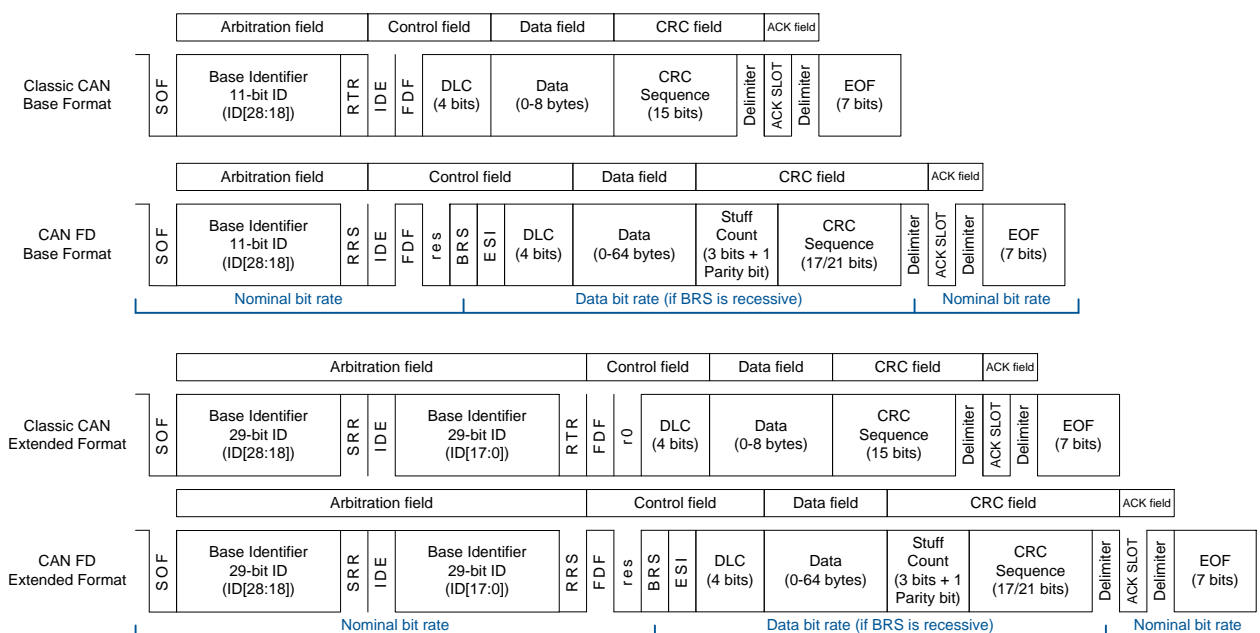 Arbitration field Control field Data field CRC field ACK field
Classic CAN
Base Format
SOF
Base Identifier
11-bit ID
(ID[28:18])
RTR
IDE
FDF
DLC
(4 bits)
Data
(0-8 bytes)
CRC
Sequence
(15 bits)
Delimiter
ACK SLOT
Delimiter
EOF
(7 bits)
Arbitration field Control field Data field CRC field ACK field
CAN FD
Base Format
SOF
Base Identifier
11-bit ID
(ID[28:18])
RRS
IDE
FDF
res
BRS
ESI
DLC
(4 bits)
Data
(0-64 bytes)
Stuff
Count
(3 bits + 1
Parity bit)
CRC
Sequence
(17/21 bits)
Delimiter
ACK SLOT
Delimiter
EOF
(7 bits)
Nominal bit rate Data bit rate (if BRS is recessive) Nominal bit rate
Arbitration field Control field Data field CRC field ACK field
Classic CAN
Extended Format
SOF
Base Identifier
29-bit ID
(ID[28:18])
SRR
IDE
Base Identifier
29-bit ID
(ID[17:0])
RTR
FDF
r0
DLC
(4 bits)
Data
(0-8 bytes)
CRC
Sequence
(15 bits)
Delimiter
ACK SLOT
Delimiter
EOF
(7 bits)
Arbitration field Control field Data field CRC field ACK field
CAN FD
Extended Format
SOF
Base Identifier
29-bit ID
(ID[28:18])
SRR
IDE
Base Identifier
29-bit ID
(ID[17:0])
RRS
FDF
res
BRS
ESI
DLC
(4 bits)
Data
(0-64 bytes)
Stuff
Count
(3 bits + 1
Parity bit)
CRC
Sequence
(17/21 bits)
Delimiter
ACK SLOT
Delimiter
EOF
(7 bits)
Nominal bit rate Data bit rate (if BRS is recessive) Nominal bit rate